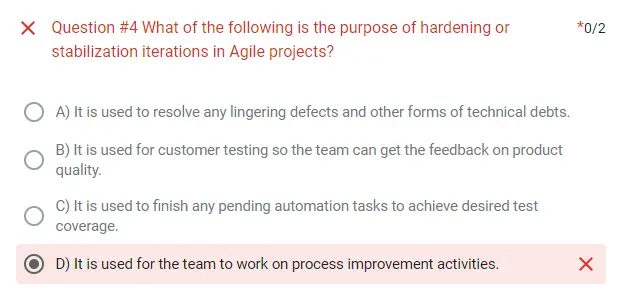 Question #4 What of the following is the purpose of hardening or *0/2
stabilization iterations in Agile projects?
A) It is used to resolve any lingering defects and other forms of technical debts.
B) It is used for customer testing so the team can get the feedback on product
quality.
C) It is used to finish any pending automation tasks to achieve desired test
coverage.
D) It is used for the team to work on process improvement activities.